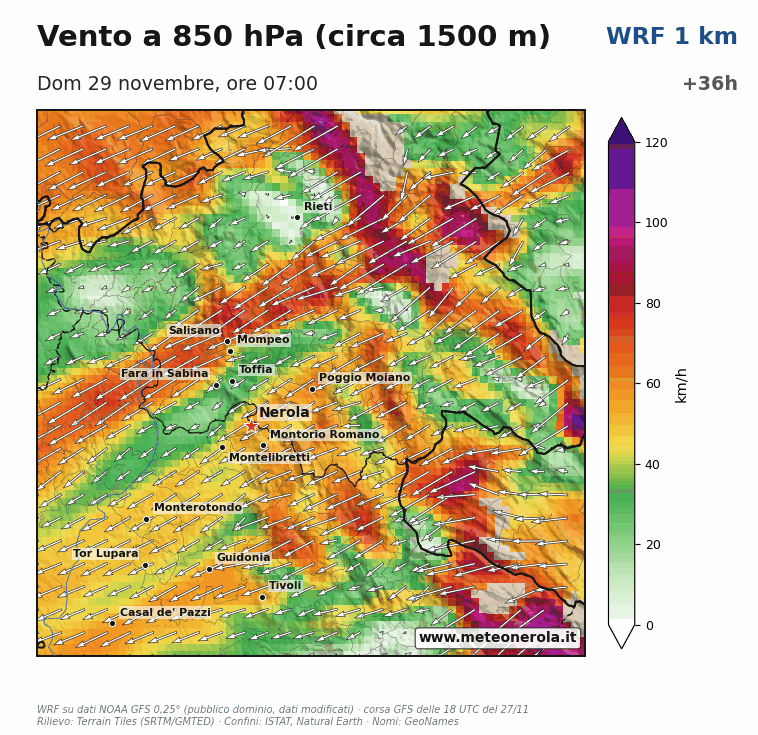 Vento a 850 hPa (circa 1500 m)
WRF 1 km
Dom 29 novembre, ore 07:00
+36h
Rieti
Salisano
Mompeo
Toffia
Fara in Sabina
Poggio Moiano
Nerola
Montorio Romano
Montelibretti
Monterotondo
Tor Lupara
Guidonia
Tivoli
Casal de' Pazzi
www.meteonerola.it
120
100
80
60
40
20
0
km/h
WRF su dati NOAA GFS 0,25° (pubblico dominio, dati modificati) · corsa GFS delle 18 UTC del 27/11
Rilievo: Terrain Tiles (SRTM/GMTED) · Confini: ISTAT, Natural Earth · Nomi: GeoNames